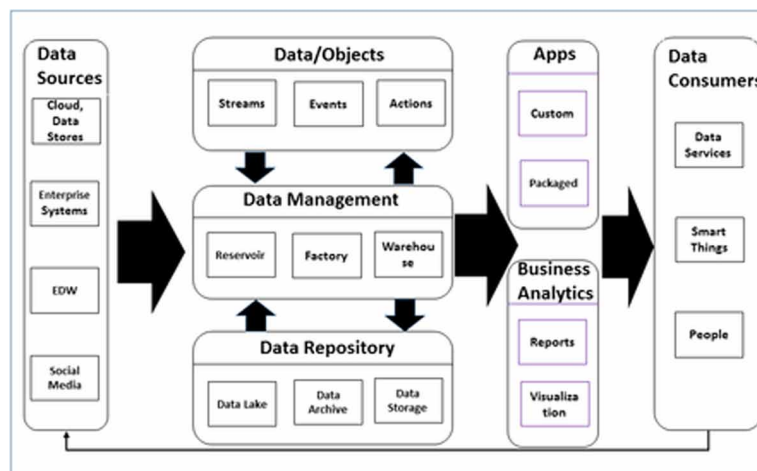 Data
Sources
Cloud,
Data
Stores
Enterprise
Systems
EDW
Social
Media
Data/Objects
Streams
Events
Actions
Data Management
Reservoir
Factory
Warehou
se
Data Repository
Data Lake
Data
Archive
Data
Storage
Apps
Custom
Packaged
Business
Analytics
Reports
Visualiza
tion
Data
Consumers
Data
Services
Smart
Things
People